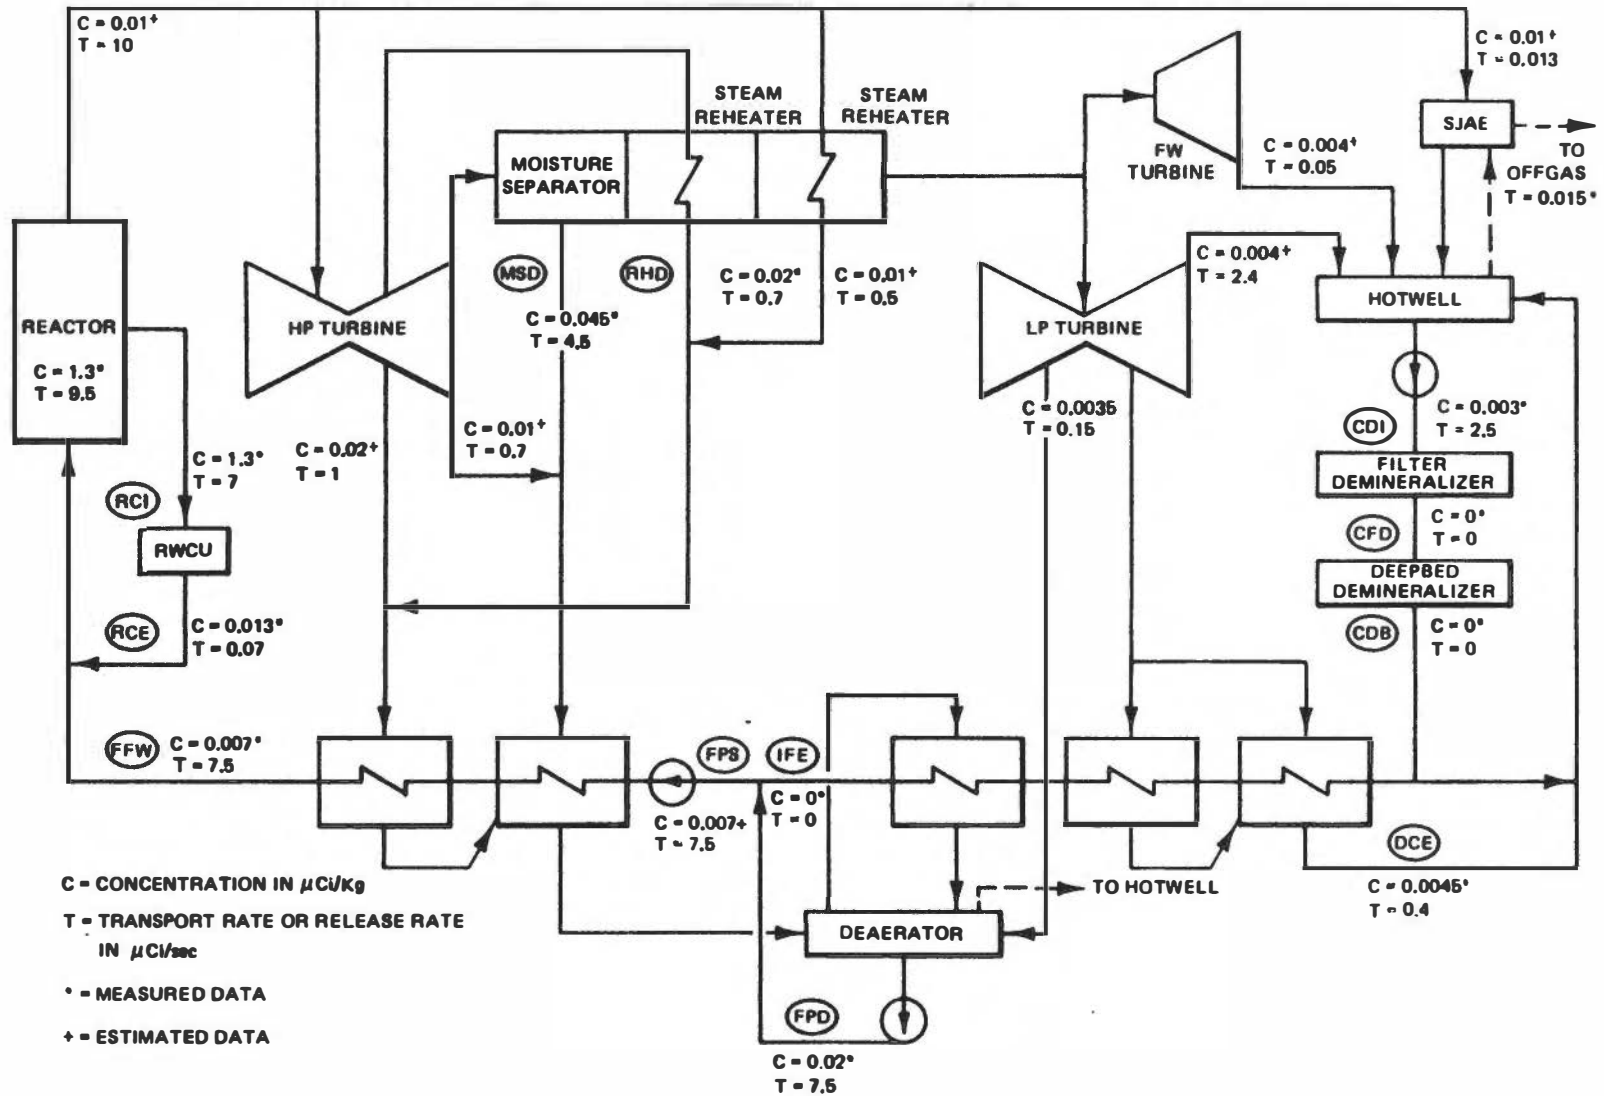 C = 0.01+
T = 10
C = 0.01+
T = 0.013
STEAM
REHEATER
STEAM
REHEATER
SJAE
TO
OFFGAS
T = 0.015*
MOISTURE
SEPARATOR
FW
TURBINE
C = 0.004+
T = 0.05
REACTOR
C = 1.3*
T = 9.5
HP TURBINE
MSD
RHD
C = 0.045*
T = 4.5
C = 0.02*
T = 0.7
C = 0.01+
T = 0.5
LP TURBINE
C = 0.004+
T = 2.4
HOTWELL
C = 0.0035
T = 0.15
CDI
C = 0.003*
T = 2.5
C = 0.02+
T = 1
C = 0.01+
T = 0.7
C = 1.3*
T = 7
RCI
RWCU
FILTER
DEMINERALIZER
CFD
C = 0*
T = 0
DEEPBED
DEMINERALIZER
CDB
C = 0*
T = 0
RCE
C = 0.013*
T = 0.07
FFW
C = 0.007*
T = 7.5
FPS
IFE
C = 0.007+
T = 7.5
C = 0*
T = 0
DCE
C = 0.0045*
T = 0.4
TO HOTWELL
DEAERATOR
FPD
C = 0.02*
T = 7.5
C = CONCENTRATION IN μCi/Kg
T = TRANSPORT RATE OR RELEASE RATE
IN μCi/sec
* = MEASURED DATA
+ = ESTIMATED DATA